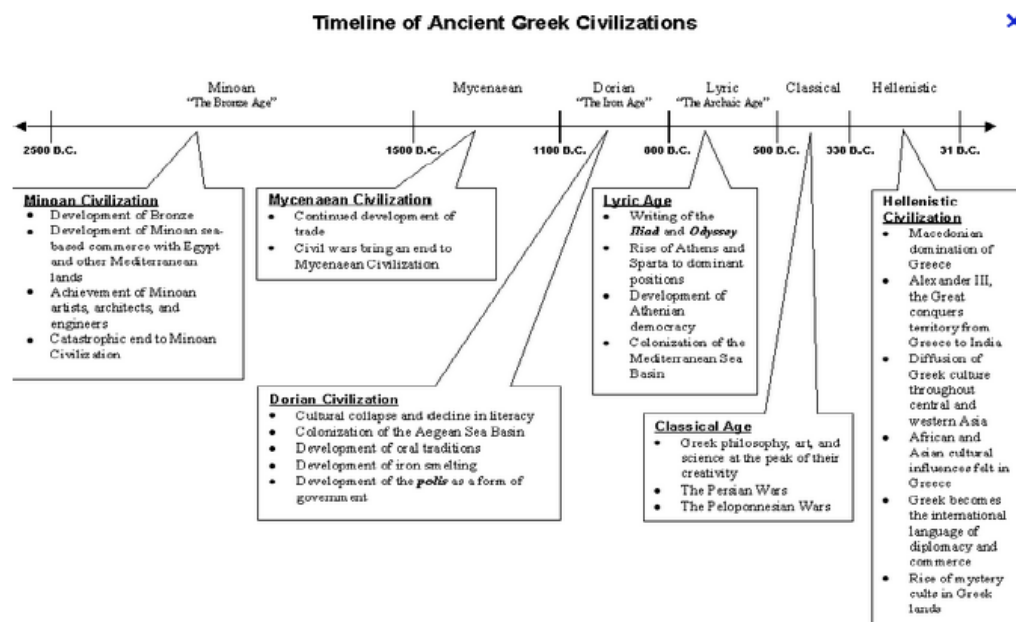 Timeline of Ancient Greek Civilizations
×
Minoan
"The Bronze Age"
Mycenaean
Dorian
"The Iron Age"
Lyric
"The Archaic Age"
Classical
Hellenistic
2500 B.C.
1500 B.C.
1100 B.C.
800 B.C.
500 B.C.
330 B.C.
31 B.C.
Minoan Civilization
• Development of Bronze
• Development of Minoan sea-
based commerce with Egypt
and other Mediterranean
lands
• Achievement of Minoan
artists, architects, and
engineers
• Catastrophic end to Minoan
Civilization
Mycenaean Civilization
• Continued development of
trade
• Civil wars bring an end to
Mycenaean Civilization
Dorian Civilization
• Cultural collapse and decline in literacy
• Colonization of the Aegean Sea Basin
• Development of oral traditions
• Development of iron smelting
• Development of the polis as a form of
government
Lyric Age
• Writing of the
Iliad and Odyssey
• Rise of Athens and
Sparta to dominant
positions
• Development of
Athenian
democracy
• Colonization of the
Mediterranean Sea
Basin
Classical Age
• Greek philosophy, art, and
science at the peak of their
creativity
• The Persian Wars
• The Peloponnesian Wars
Hellenistic
Civilization
• Macedonian
domination of
Greece
• Alexander III,
the Great
conquers
territory from
Greece to India
• Diffusion of
Greek culture
throughout
central and
western Asia
• African and
Asian cultural
influences felt in
Greece
• Greek becomes
the international
language of
diplomacy and
commerce
• Rise of mystery
cults in Greek
lands